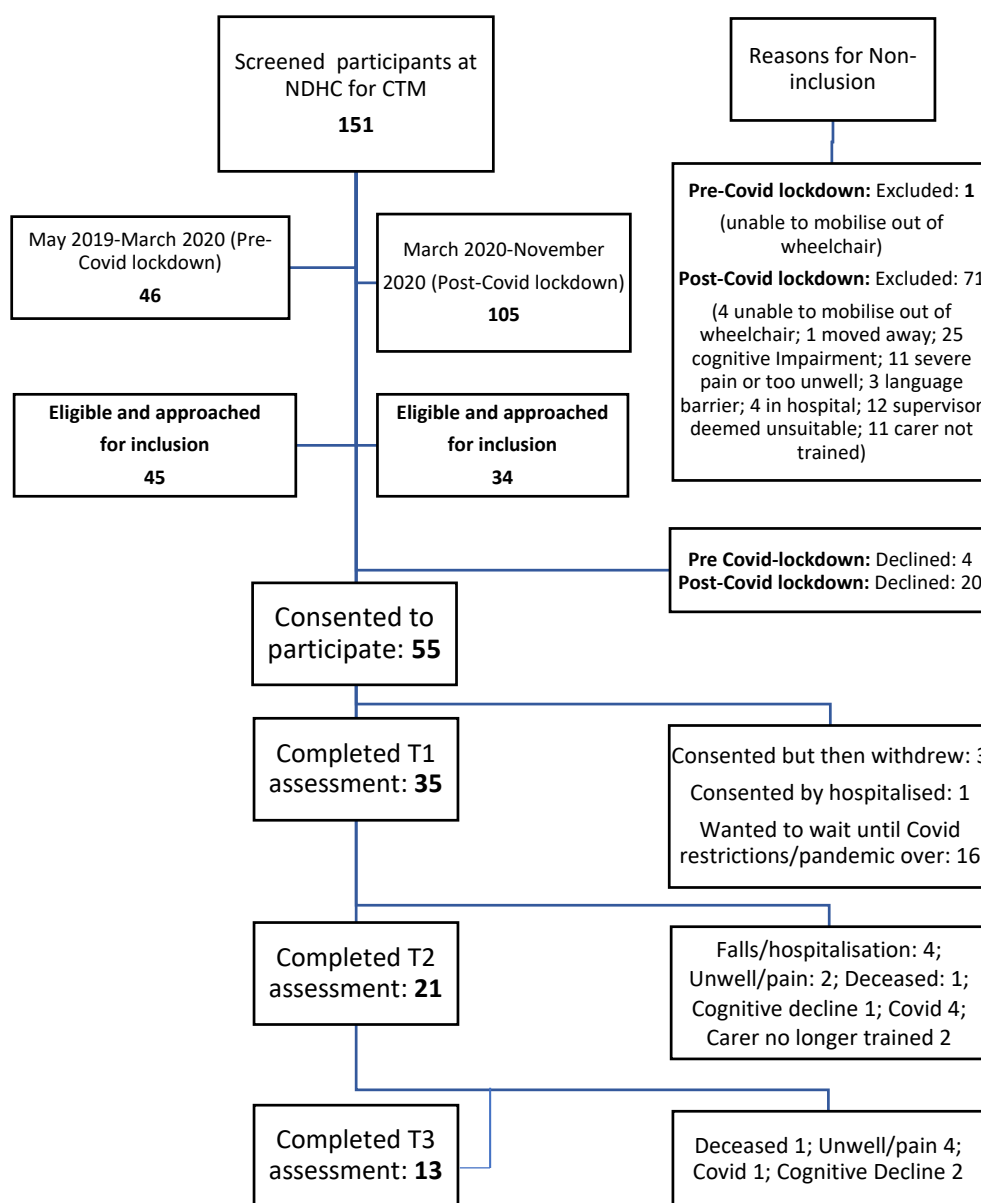 Screened participants at
NDHC for CTM
151
Reasons for Non-
inclusion
Pre-Covid lockdown: Excluded: 1
(unable to mobilise out of
wheelchair)
Post-Covid lockdown: Excluded: 71
(4 unable to mobilise out of
wheelchair; 1 moved away; 25
cognitive Impairment; 11 severe
pain or too unwell; 3 language
barrier; 4 in hospital; 12 supervisor
deemed unsuitable; 11 carer not
trained)
May 2019-March 2020 (Pre-
Covid lockdown)
46
March 2020-November
2020 (Post-Covid lockdown)
105
Eligible and approached
for inclusion
45
Eligible and approached
for inclusion
34
Pre Covid-lockdown: Declined: 4
Post-Covid lockdown: Declined: 20
Consented to
participate: 55
Completed T1
assessment: 35
Consented but then withdrew: 3
Consented by hospitalised: 1
Wanted to wait until Covid
restrictions/pandemic over: 16
Completed T2
assessment: 21
Falls/hospitalisation: 4;
Unwell/pain: 2; Deceased: 1;
Cognitive decline 1; Covid 4;
Carer no longer trained 2
Completed T3
assessment: 13
Deceased 1; Unwell/pain 4;
Covid 1; Cognitive Decline 2